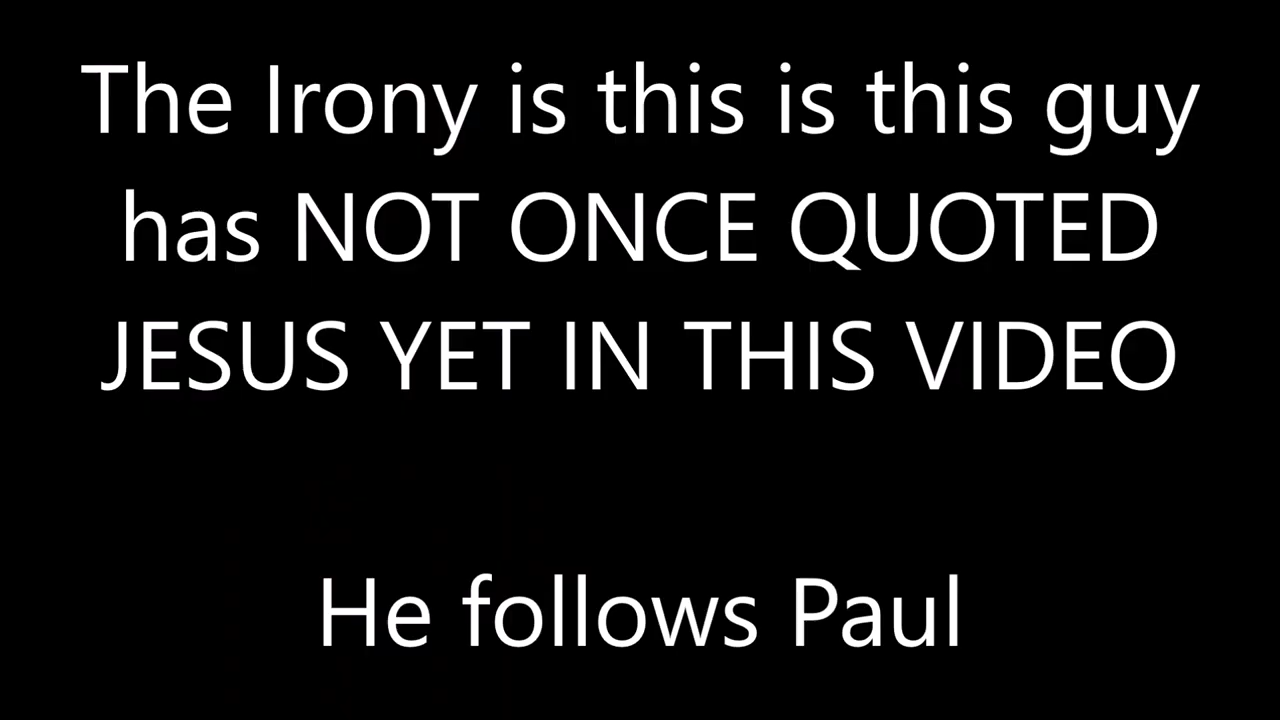 The Irony is this is this guy
has NOT ONCE QUOTED
JESUS YET IN THIS VIDEO
He follows Paul